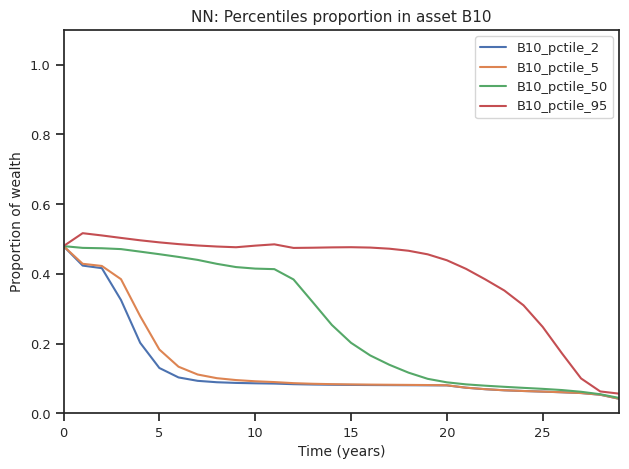 NN: Percentiles proportion in asset B10
B10_pctile_2
B10_pctile_5
B10_pctile_50
B10_pctile_95
Proportion of wealth
1.0
0.8
0.6
0.4
0.2
0.0
0 5 10 15 20 25
Time (years)